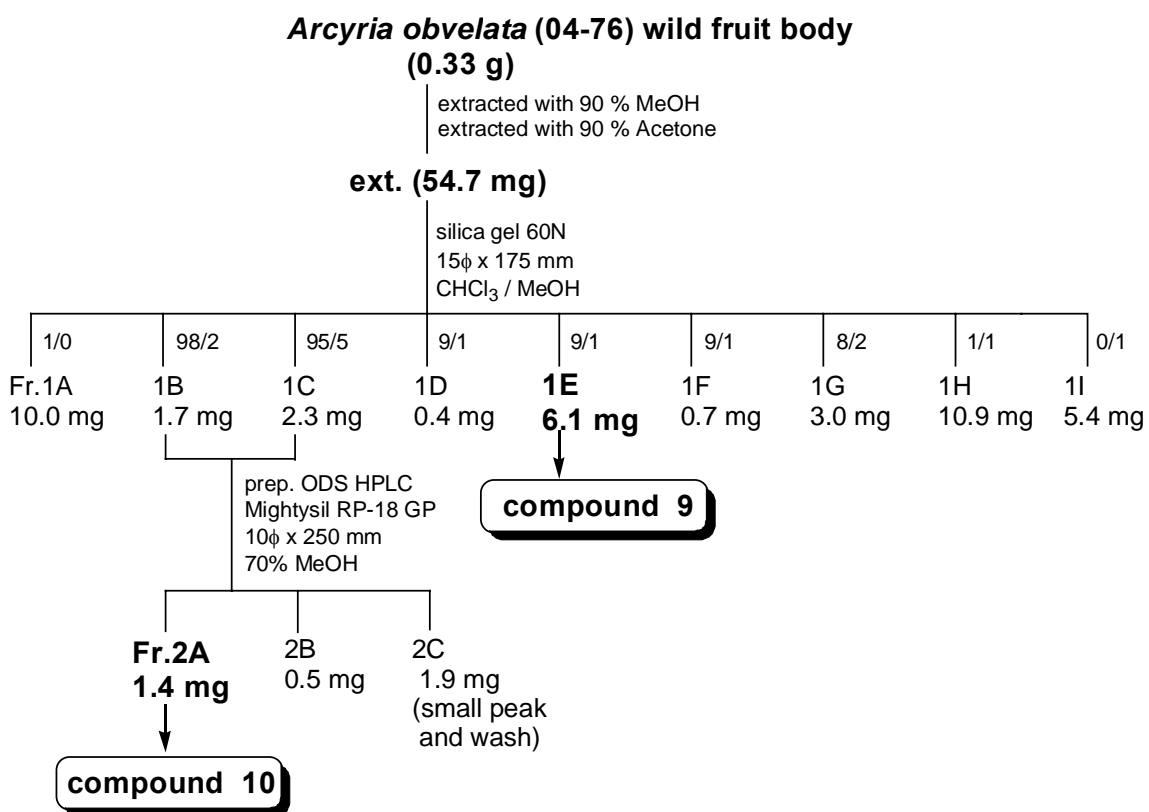 Arcyria obvelata (04-76) wild fruit body
(0.33 g)
extracted with 90 % MeOH
extracted with 90 % Acetone
ext. (54.7 mg)
silica gel 60N
15ϕ x 175 mm
CHCl3 / MeOH
1/0 98/2 95/5 9/1 9/1 9/1 8/2 1/1 0/1
Fr.1A 1B 1C 1D 1E 1F 1G 1H 1I
10.0 mg 1.7 mg 2.3 mg 0.4 mg 6.1 mg 0.7 mg 3.0 mg 10.9 mg 5.4 mg
prep. ODS HPLC
Mightysil RP-18 GP
10ϕ x 250 mm
70% MeOH
compound 9
Fr.2A 2B 2C
1.4 mg 0.5 mg 1.9 mg
(small peak
and wash)
compound 10